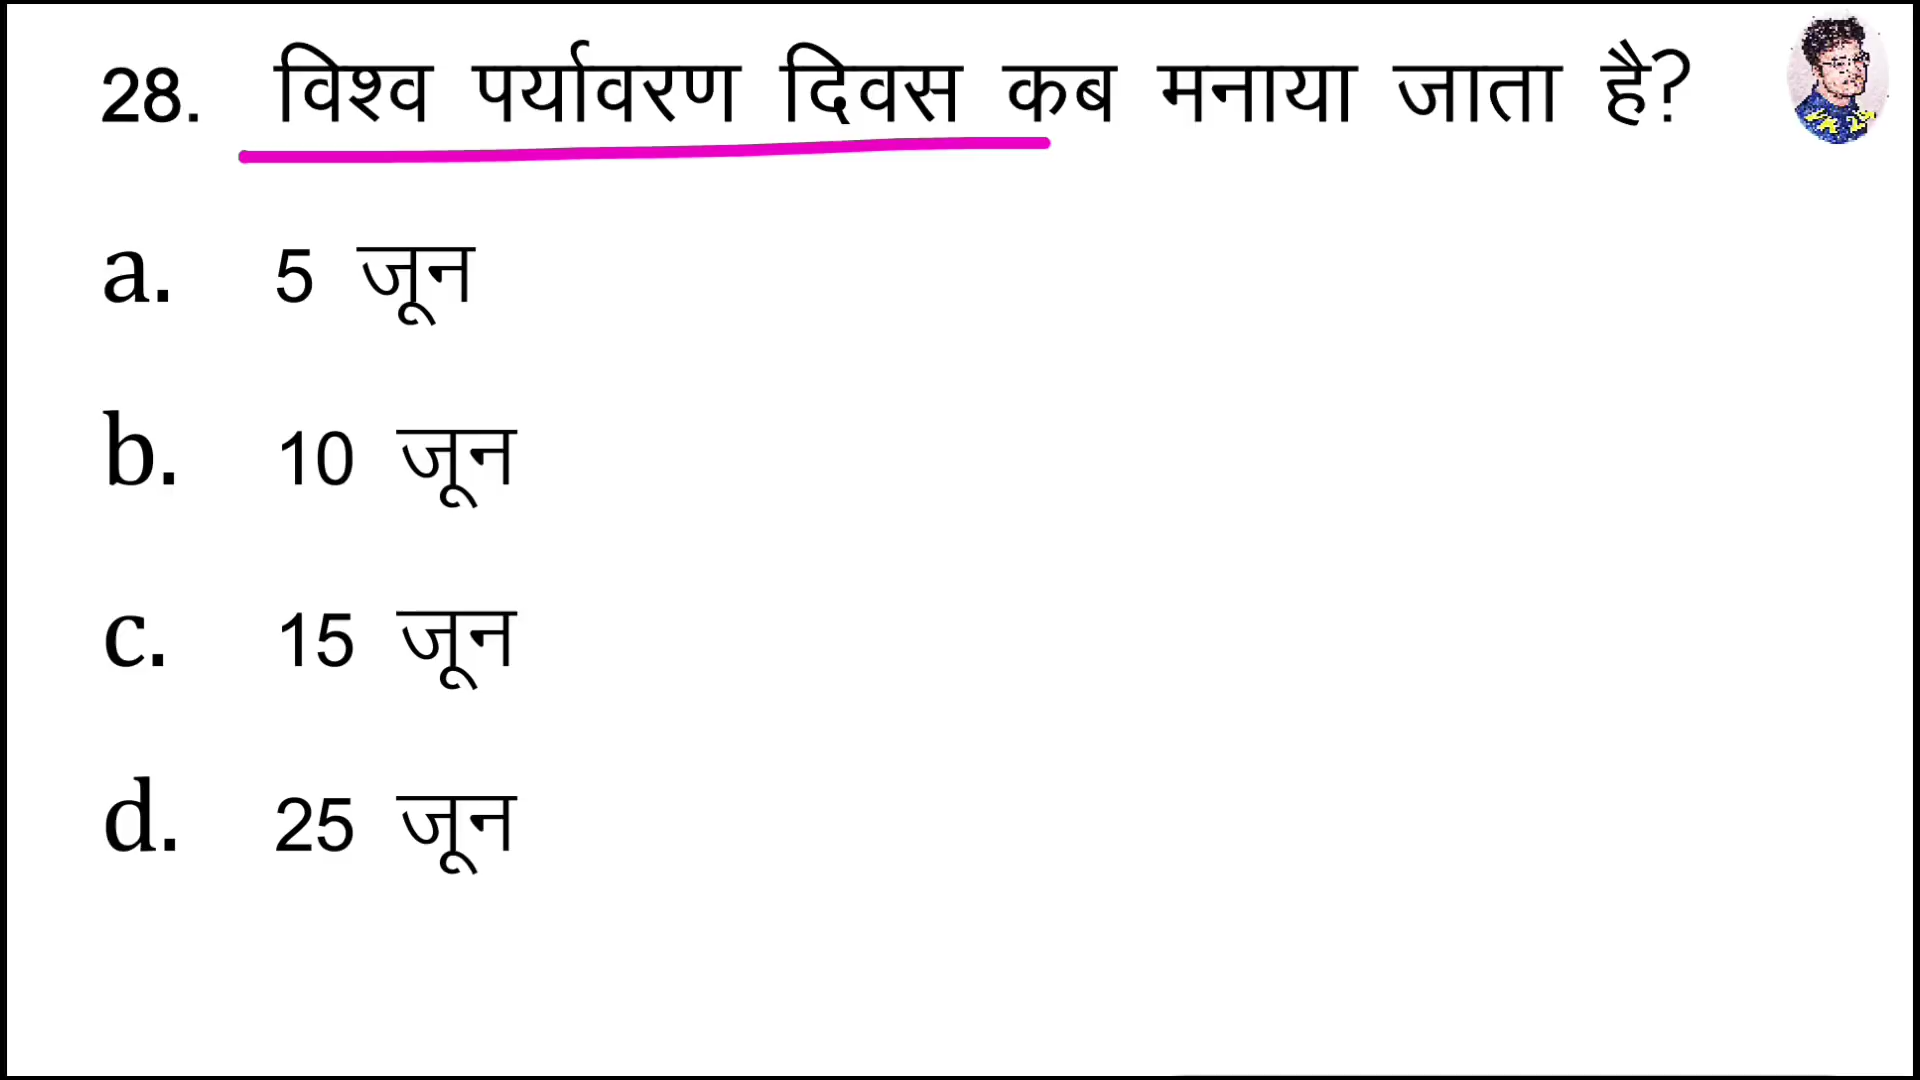 28. विश्व पर्यावरण दिवस कब मनाया जाता है?
a. 5 जून
b. 10 जून
c. 15 जून
d. 25 जून